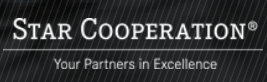 STAR COOPERATION®
Your Partners in Excellence